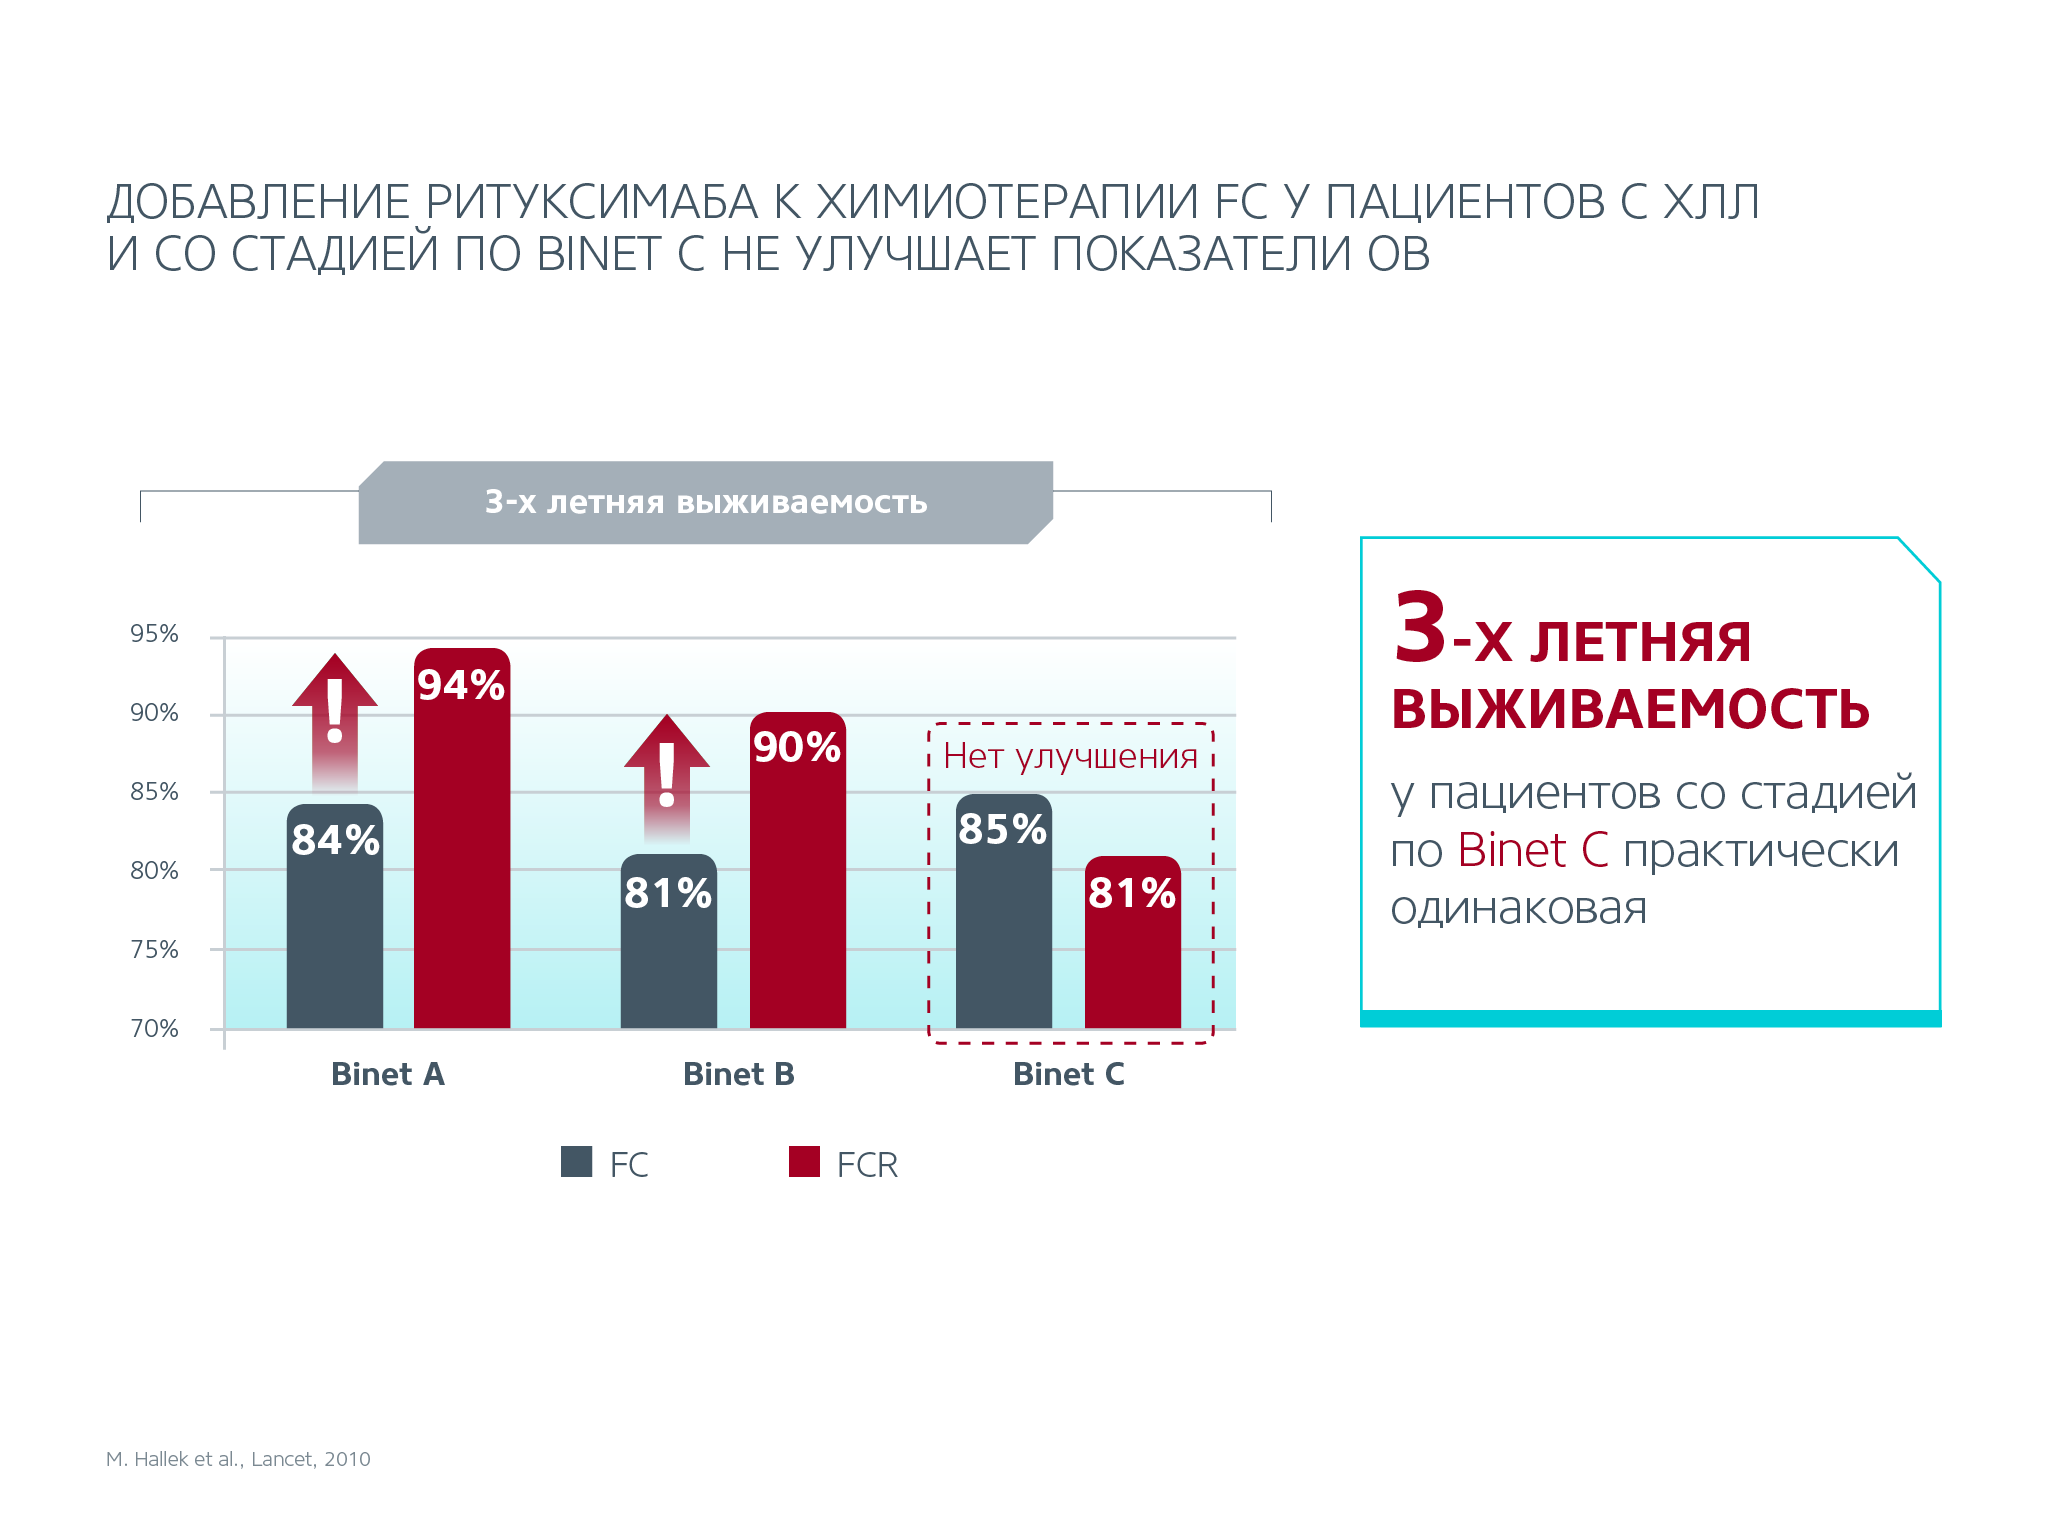 ДОБАВЛЕНИЕ РИТУКСИМАБА К ХИМИОТЕРАПИИ FC У ПАЦИЕНТОВ С ХЛЛ
И СО СТАДИЕЙ ПО BINET C НЕ УЛУЧШАЕТ ПОКАЗАТЕЛИ ОВ
3-х летняя выживаемость
95%
90%
85%
80%
75%
70%
!
84%
94%
!
81%
90%
Нет улучшения
85%
81%
Binet A
Binet B
Binet C
FC
FCR
3-Х ЛЕТНЯЯ
ВЫЖИВАЕМОСТЬ
у пациентов со стадией
по Binet C практически
одинаковая
M. Hallek et al., Lancet, 2010